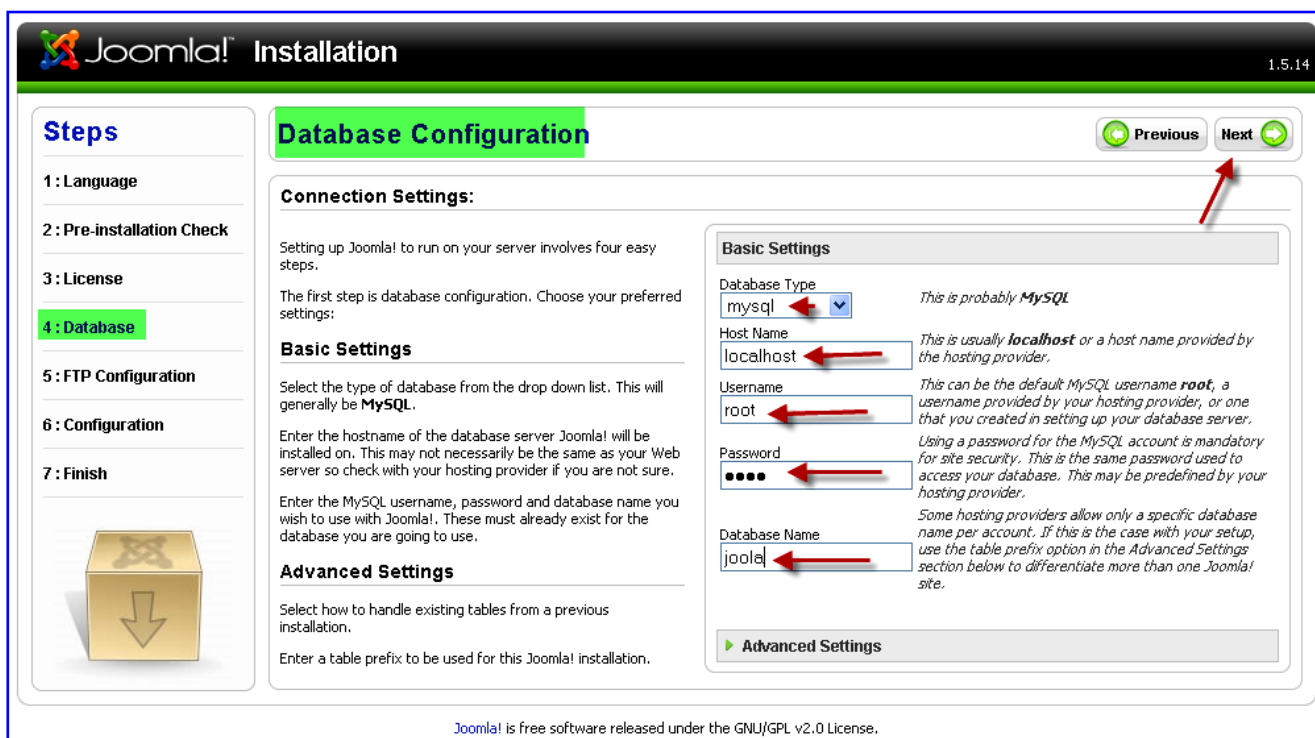 Joomla!™ Installation
1.5.14
Steps
1 : Language
2 : Pre-installation Check
3 : License
4 : Database
5 : FTP Configuration
6 : Configuration
7 : Finish
Database Configuration
Previous
Next
Connection Settings:
Setting up Joomla! to run on your server involves four easy
steps.
The first step is database configuration. Choose your preferred
settings:
Basic Settings
Select the type of database from the drop down list. This will
generally be MySQL.
Enter the hostname of the database server Joomla! will be
installed on. This may not necessarily be the same as your Web
server so check with your hosting provider if you are not sure.
Enter the MySQL username, password and database name you
wish to use with Joomla!. These must already exist for the
database you are going to use.
Advanced Settings
Select how to handle existing tables from a previous
installation.
Enter a table prefix to be used for this Joomla! installation.
Basic Settings
Database Type
mysql
This is probably MySQL
Host Name
localhost
This is usually localhost or a host name provided by
the hosting provider.
Username
root
This can be the default MySQL username root, a
username provided by your hosting provider, or one
that you created in setting up your database server.
Password
••••
Using a password for the MySQL account is mandatory
for site security. This is the same password used to
access your database. This may be predefined by your
hosting provider.
Database Name
joola
Some hosting providers allow only a specific database
name per account. If this is the case with your setup,
use the table prefix option in the Advanced Settings
section below to differentiate more than one Joomla!
site.
Advanced Settings
Joomla! is free software released under the GNU/GPL v2.0 License.